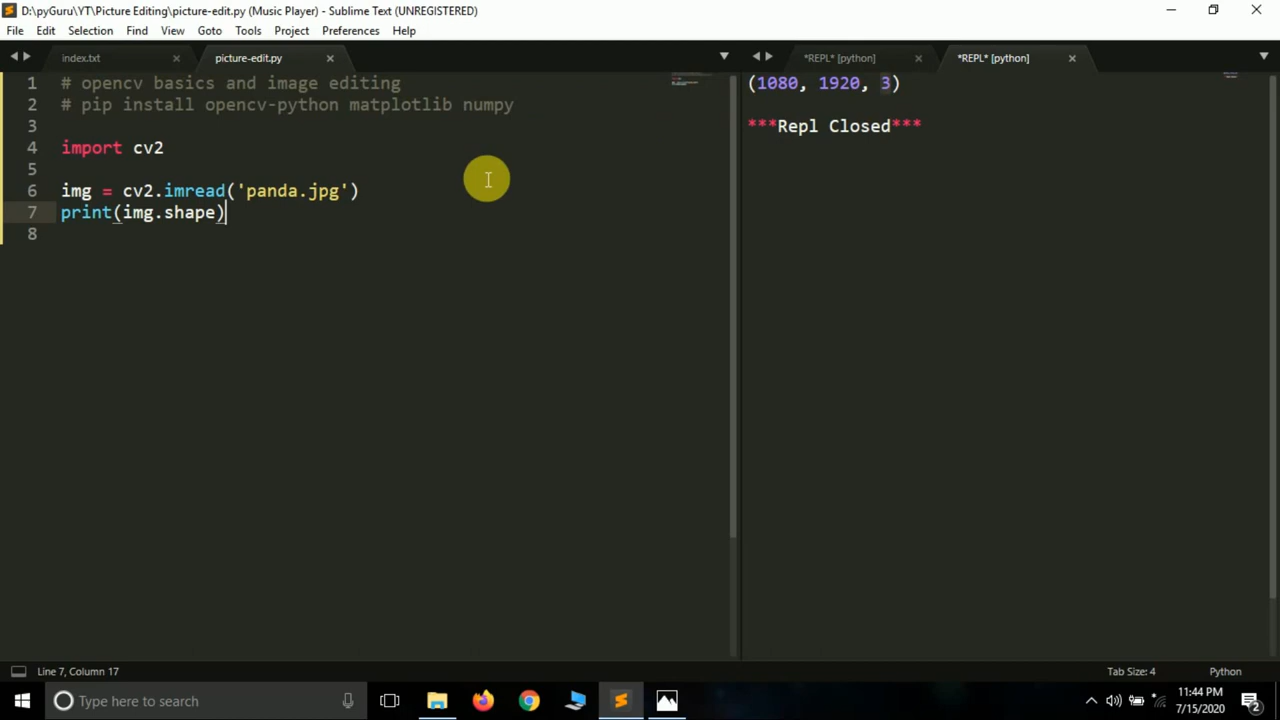 D:\pyGuru\YT\Picture Editing\picture-edit.py (Music Player) - Sublime Text (UNREGISTERED)
File Edit Selection Find View Goto Tools Project Preferences Help
index.txt picture-edit.py *REPL* [python] *REPL* [python]
1 # opencv basics and image editing
2 # pip install opencv-python matplotlib numpy
3
4 import cv2
5
6 img = cv2.imread('panda.jpg')
7 print(img.shape)
8
(1080, 1920, 3)
***Repl Closed***
Line 7, Column 17 Tab Size: 4 Python
Type here to search
11:44 PM
7/15/2020
2